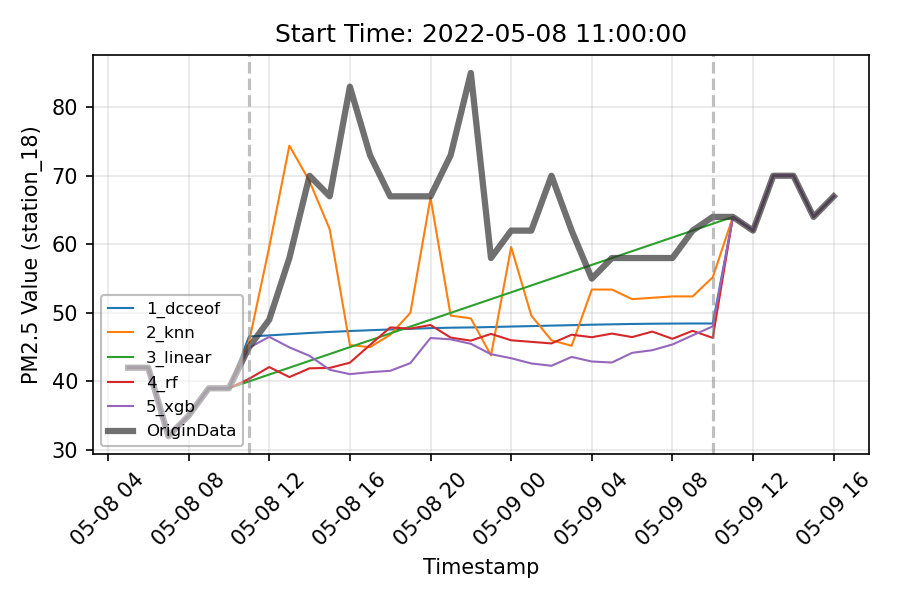 Start Time: 2022-05-08 11:00:00
PM2.5 Value (station_18)
80
70
60
50
40
30
1_dcceof
2_knn
3_linear
4_rf
5_xgb
OriginData
05-08 04
05-08 08
05-08 12
05-08 16
05-08 20
05-09 00
05-09 04
05-09 08
05-09 12
05-09 16
Timestamp